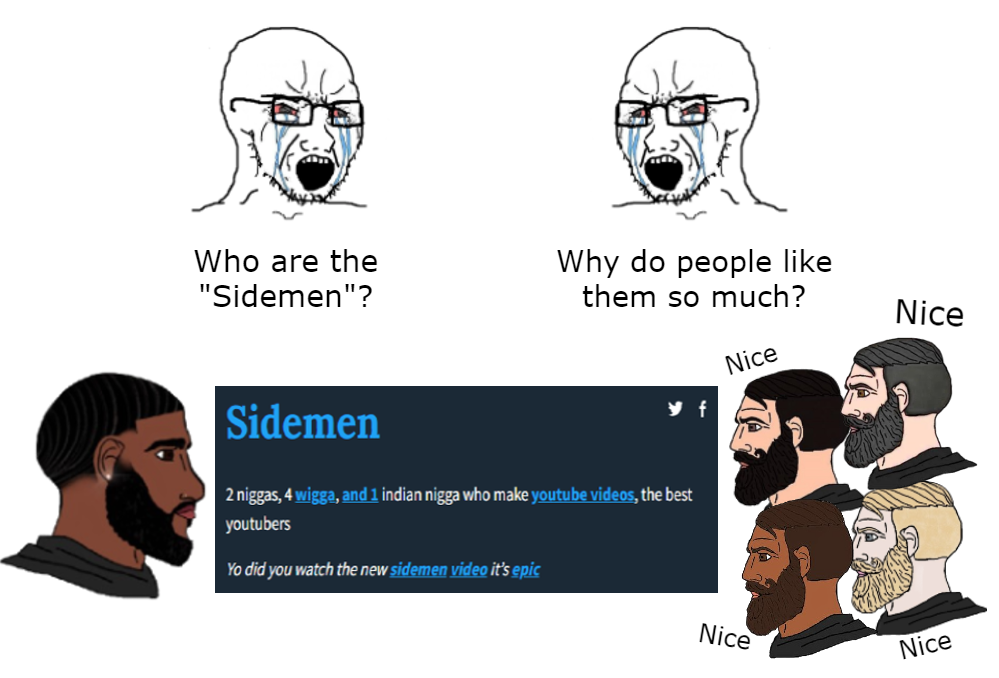 Who are the
"Sidemen"?
Why do people like
them so much?
Nice
Nice
Sidemen
2 niggas, 4 wigga, and 1 indian nigga who make youtube videos, the best
youtubers
Yo did you watch the new sidemen video it's epic
Nice
Nice